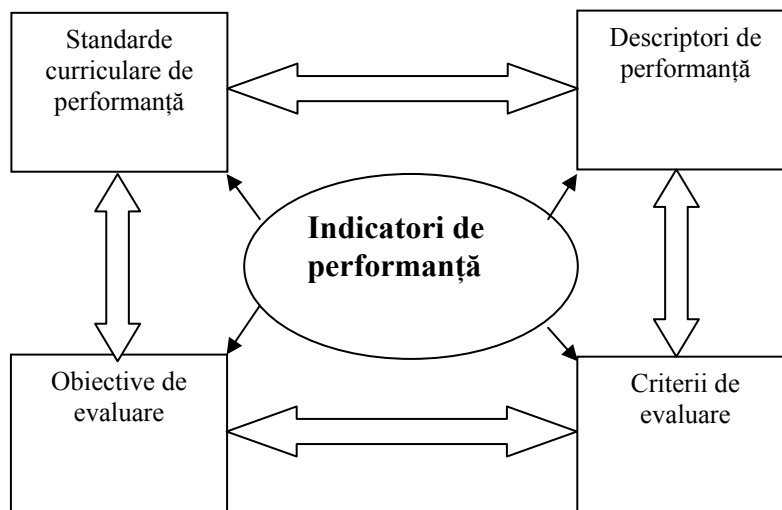 Standarde
curriculare de
performanță
Descriptori de
performanță
Indicatori de
performanță
Obiective de
evaluare
Criterii de
evaluare